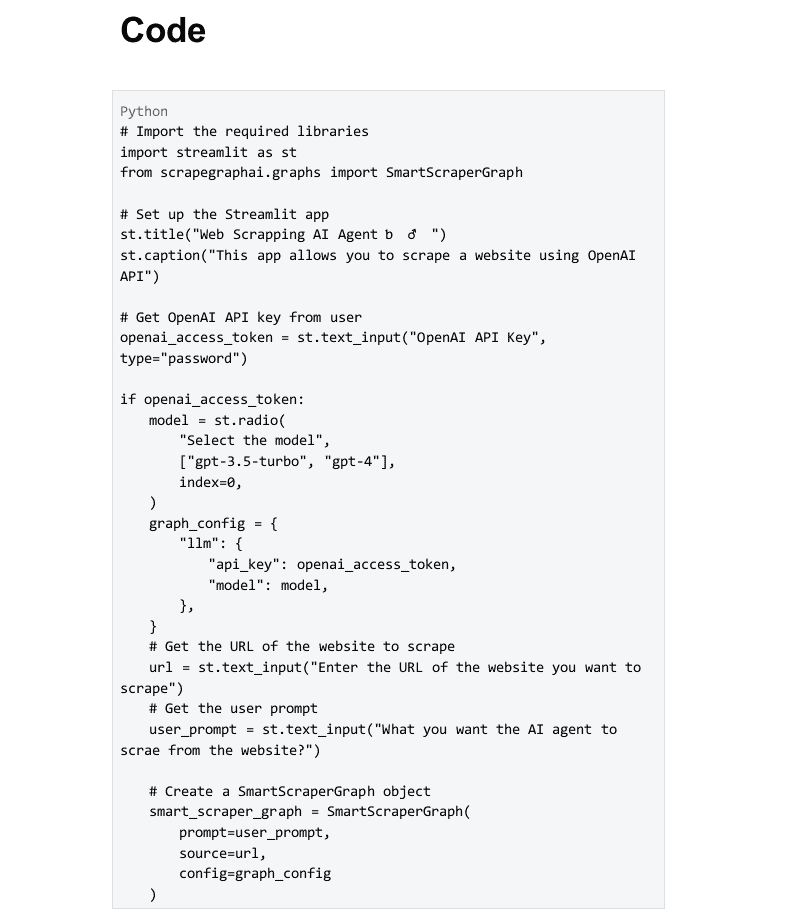 Code
Python
# Import the required libraries
import streamlit as st
from scrapegraphai.graphs import SmartScraperGraph
# Set up the Streamlit app
st.title("Web Scrapping AI Agent b ♂ ")
st.caption("This app allows you to scrape a website using OpenAI
API")
# Get OpenAI API key from user
openai_access_token = st.text_input("OpenAI API Key",
type="password")
if openai_access_token:
    model = st.radio(
        "Select the model",
        ["gpt-3.5-turbo", "gpt-4"],
        index=0,
    )
    graph_config = {
        "llm": {
            "api_key": openai_access_token,
            "model": model,
        },
    }
    # Get the URL of the website to scrape
    url = st.text_input("Enter the URL of the website you want to
scrape")
    # Get the user prompt
    user_prompt = st.text_input("What you want the AI agent to
scrae from the website?")
    # Create a SmartScraperGraph object
    smart_scraper_graph = SmartScraperGraph(
        prompt=user_prompt,
        source=url,
        config=graph_config
    )